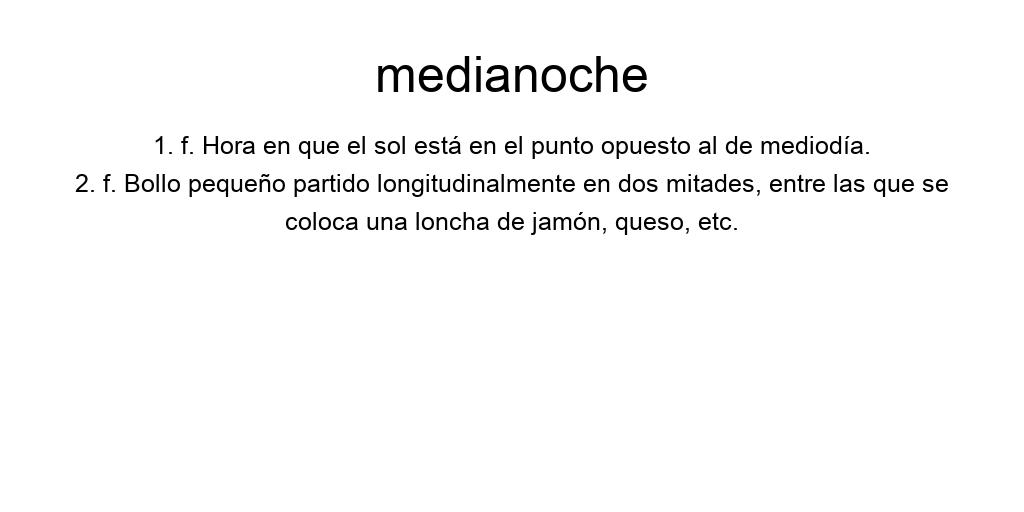 medianoche
1. f. Hora en que el sol está en el punto opuesto al de mediodía.
2. f. Bollo pequeño partido longitudinalmente en dos mitades, entre las que se
coloca una loncha de jamón, queso, etc.